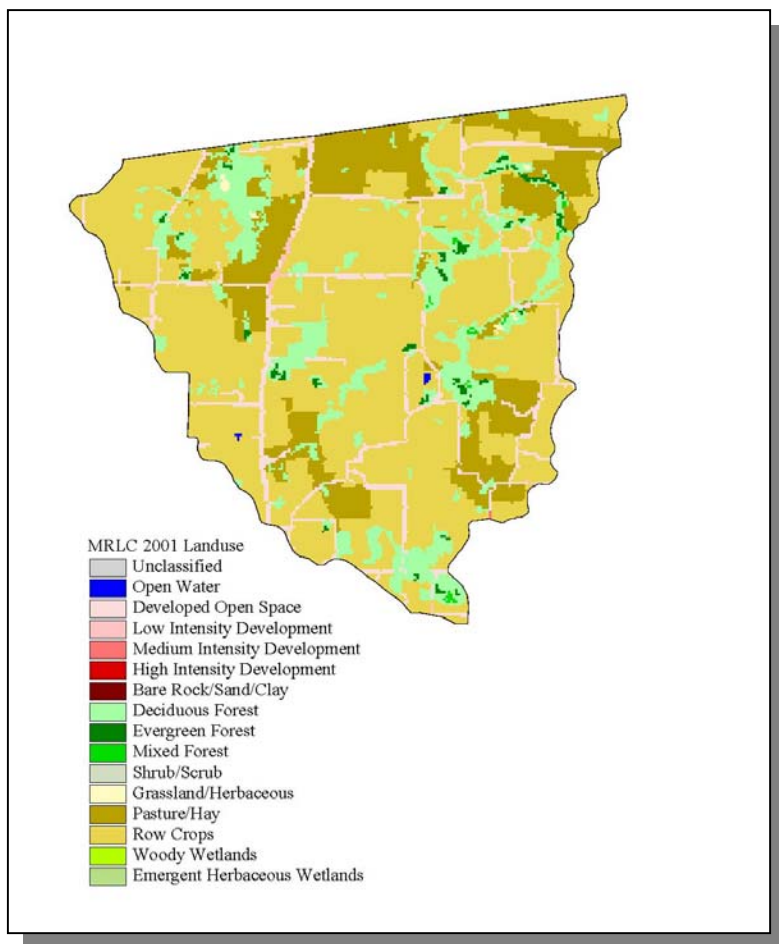 MRLC 2001 Landuse
Unclassified
Open Water
Developed Open Space
Low Intensity Development
Medium Intensity Development
High Intensity Development
Bare Rock/Sand/Clay
Deciduous Forest
Evergreen Forest
Mixed Forest
Shrub/Scrub
Grassland/Herbaceous
Pasture/Hay
Row Crops
Woody Wetlands
Emergent Herbaceous Wetlands